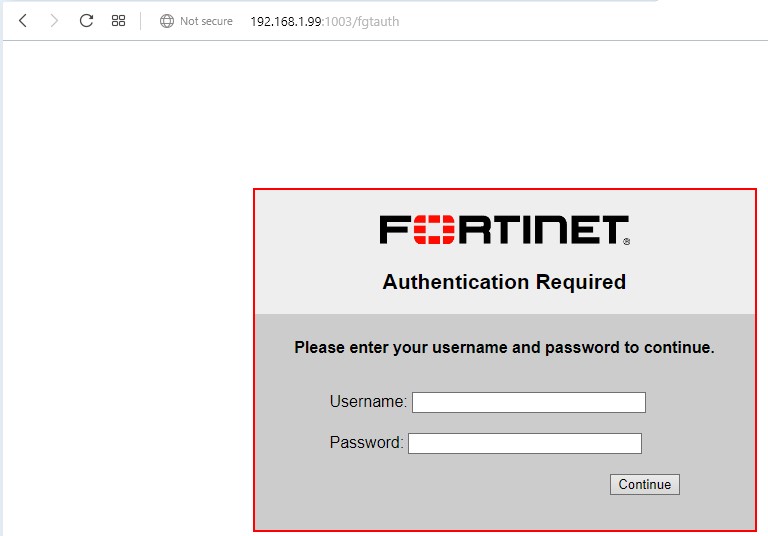 Not secure 192.168.1.99:1003/fgtauth
FORTINET®
Authentication Required
Please enter your username and password to continue.
Username:
Password:
Continue